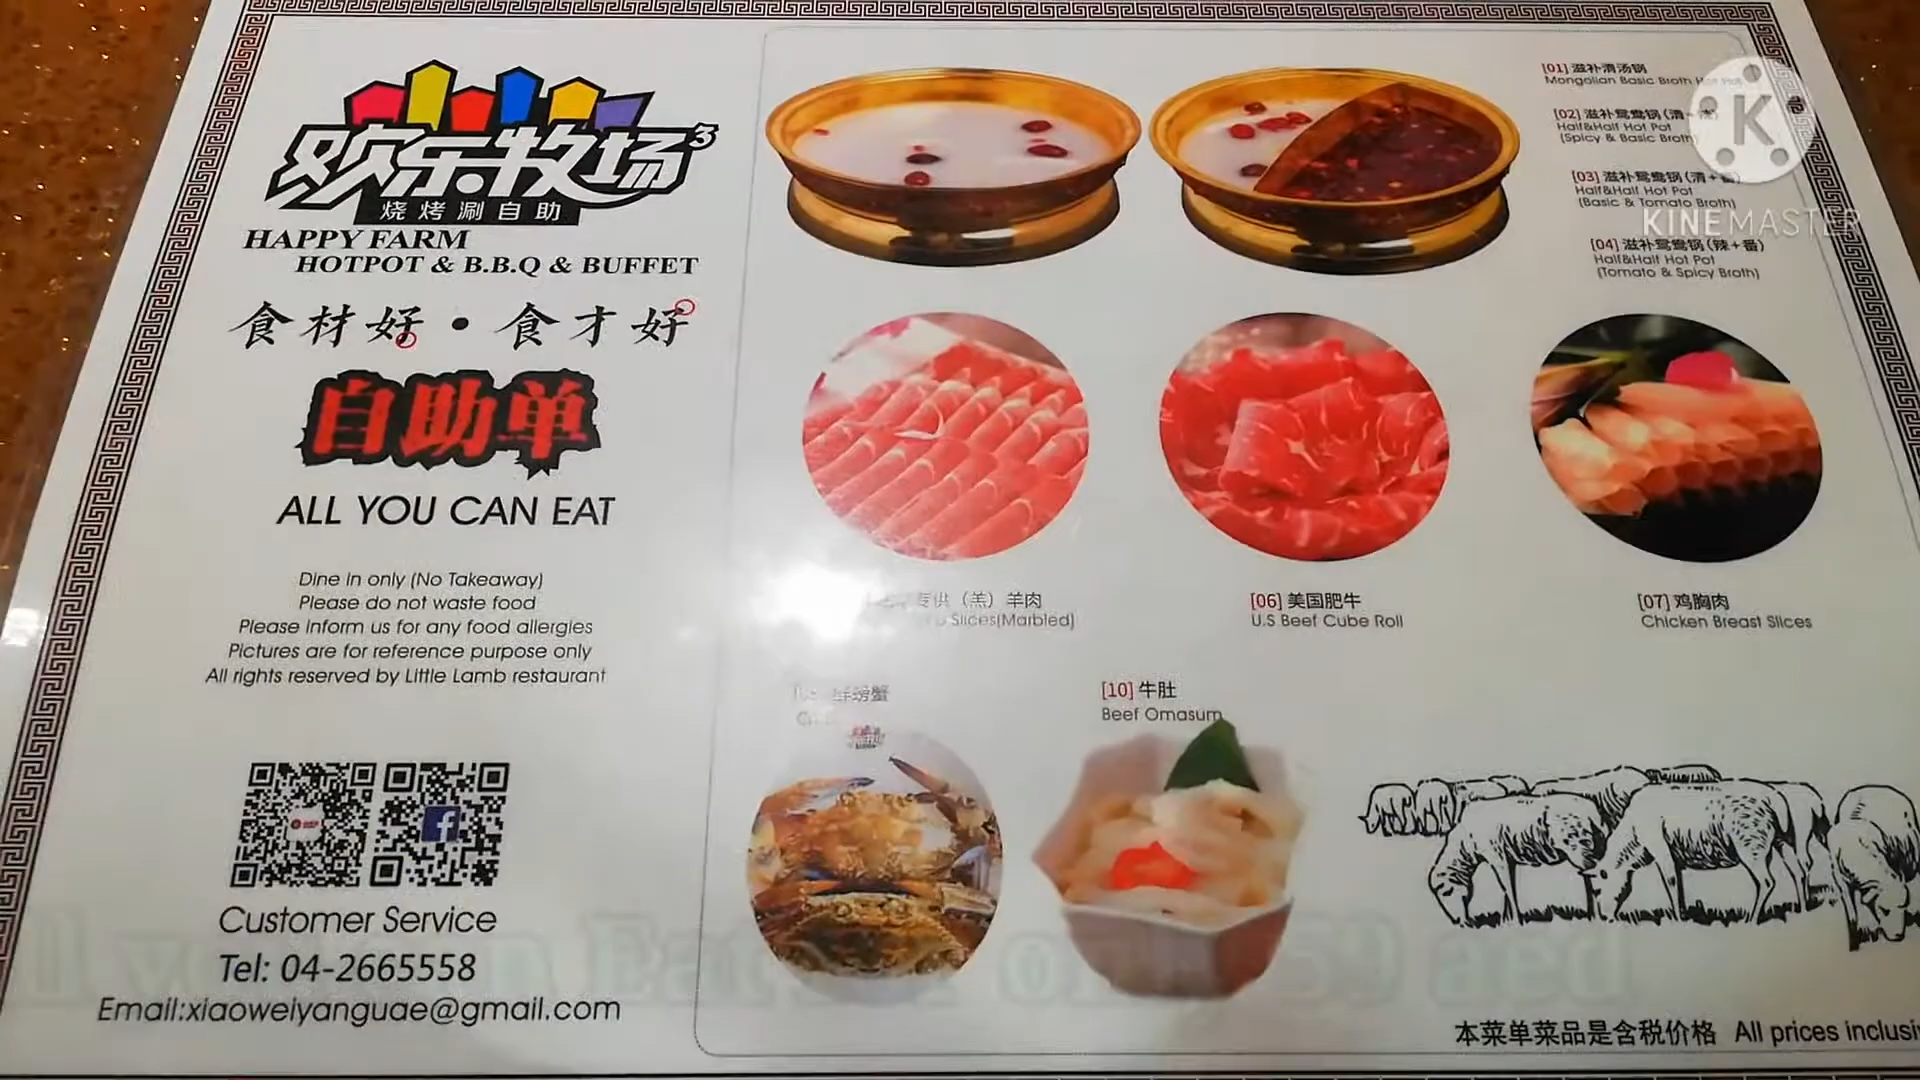 欢乐牧场³
烧烤涮自助
HAPPY FARM
HOTPOT & B.B.Q & BUFFET
食材好·食才好
自助单
ALL YOU CAN EAT
Dine In only (No Takeaway)
Please do not waste food
Please Inform us for any food allergies
Pictures are for reference purpose only
All rights reserved by Little Lamb restaurant
Customer Service
Tel: 04-2665558
Email:xiaoweiyanguae@gmail.com
[01] 滋补清汤锅
Mongolian Basic Broth
[02] 滋补鸳鸯锅(清
Half&Half Hot Pot
(Spicy & Basic Broth)
[03] 滋补鸳鸯锅(清+番)
Half&Half Hot Pot
(Basic & Tomato Broth)
[04] 滋补鸳鸯锅(辣+番)
Half&Half Hot Pot
(Tomato & Spicy Broth)
K
KINEMASTER
供（羔）羊肉
Slices(Marbled)
[06] 美国肥牛
U.S Beef Cube Roll
[07] 鸡胸肉
Chicken Breast Slices
鲜螃蟹
[10] 牛肚
Beef Omasum
59 aed
本菜单菜品是含税价格 All prices